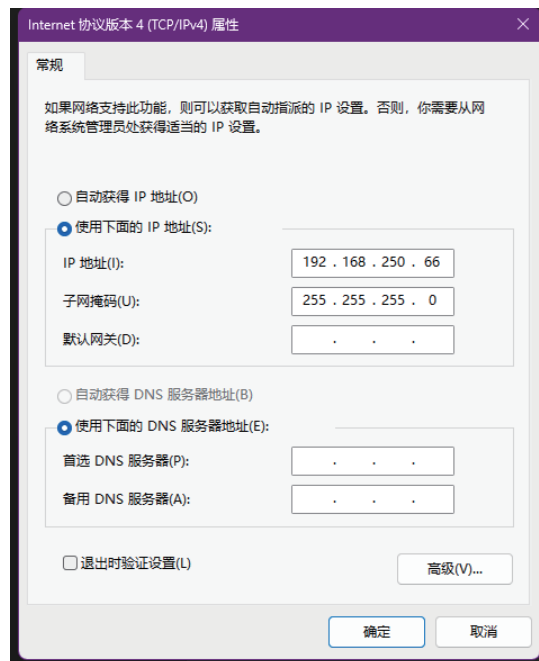 Internet 协议版本 4 (TCP/IPv4) 属性
常规
如果网络支持此功能，则可以获取自动指派的 IP 设置。否则，你需要从网
络系统管理员处获得适当的 IP 设置。
自动获得 IP 地址(O)
使用下面的 IP 地址(S):
IP 地址(I): 192 . 168 . 250 . 66
子网掩码(U): 255 . 255 . 255 . 0
默认网关(D): . . .
自动获得 DNS 服务器地址(B)
使用下面的 DNS 服务器地址(E):
首选 DNS 服务器(P): . . .
备用 DNS 服务器(A): . . .
退出时验证设置(L)
高级(V)...
确定 取消